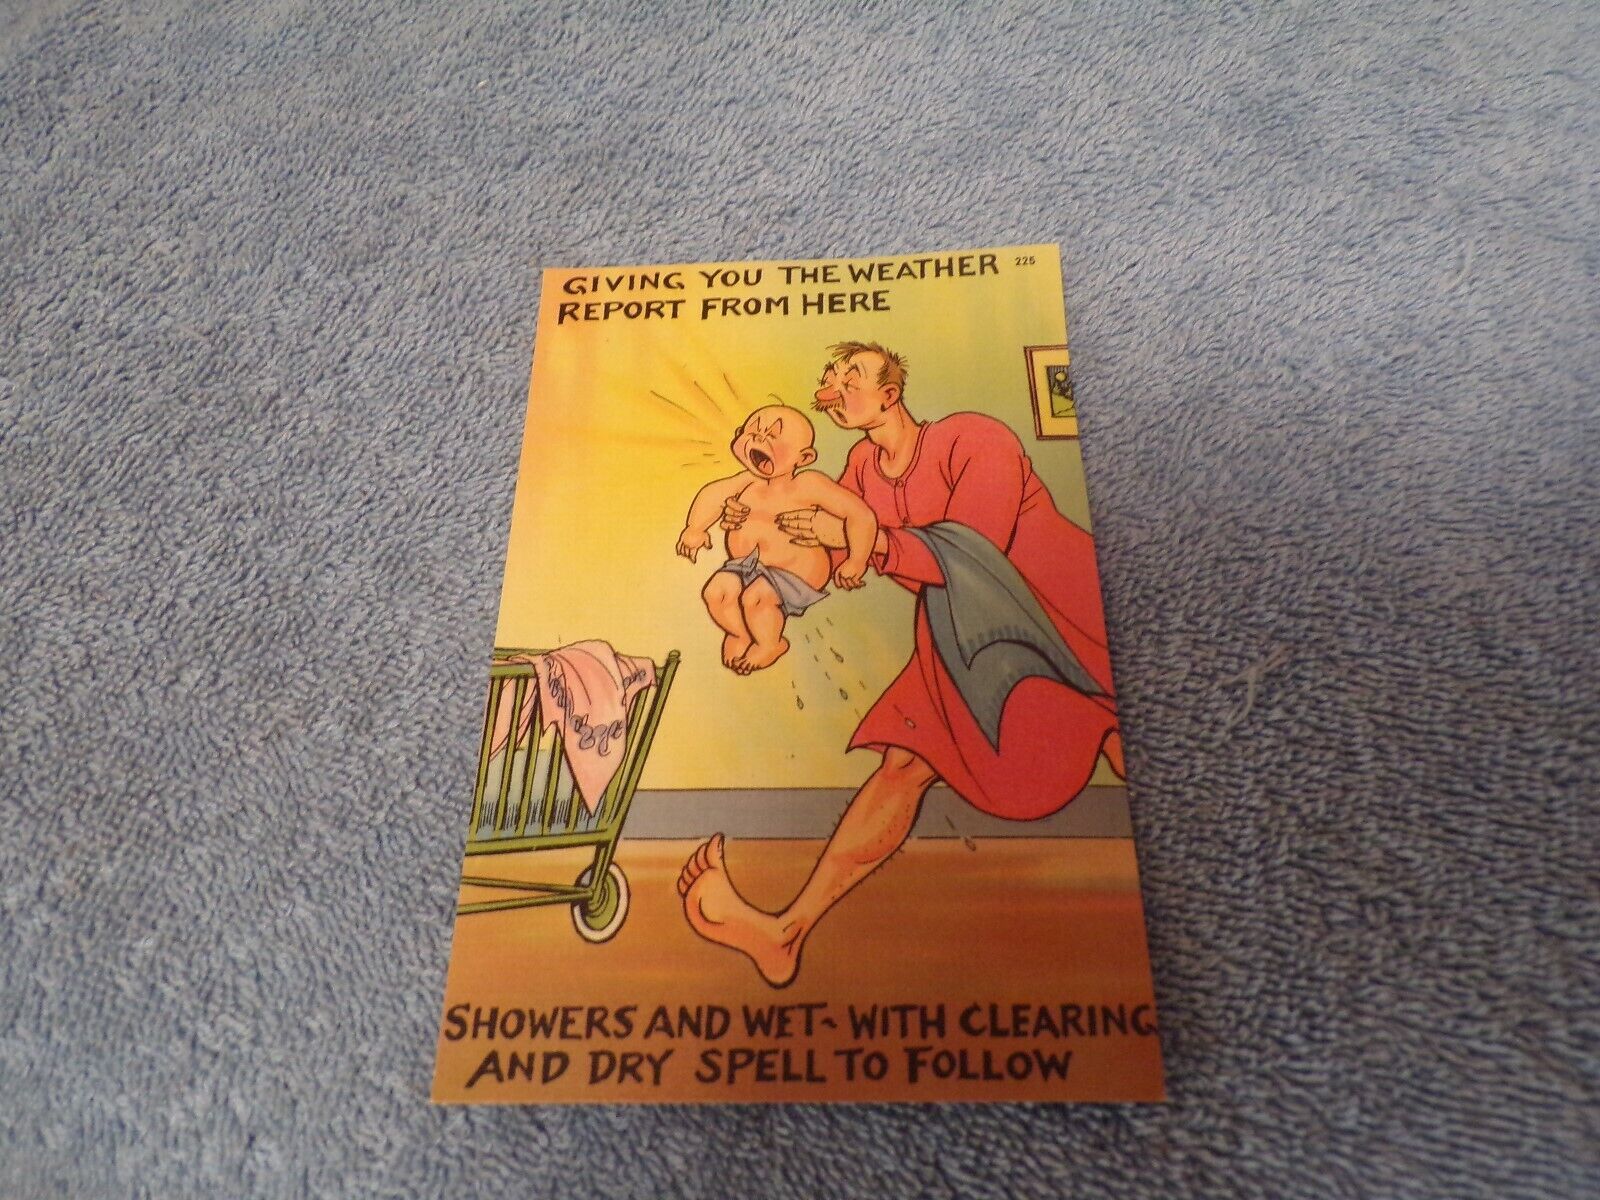 GIVING YOU THE WEATHER 225
REPORT FROM HERE
SHOWERS AND WET~ WITH CLEARING
AND DRY SPELL TO FOLLOW